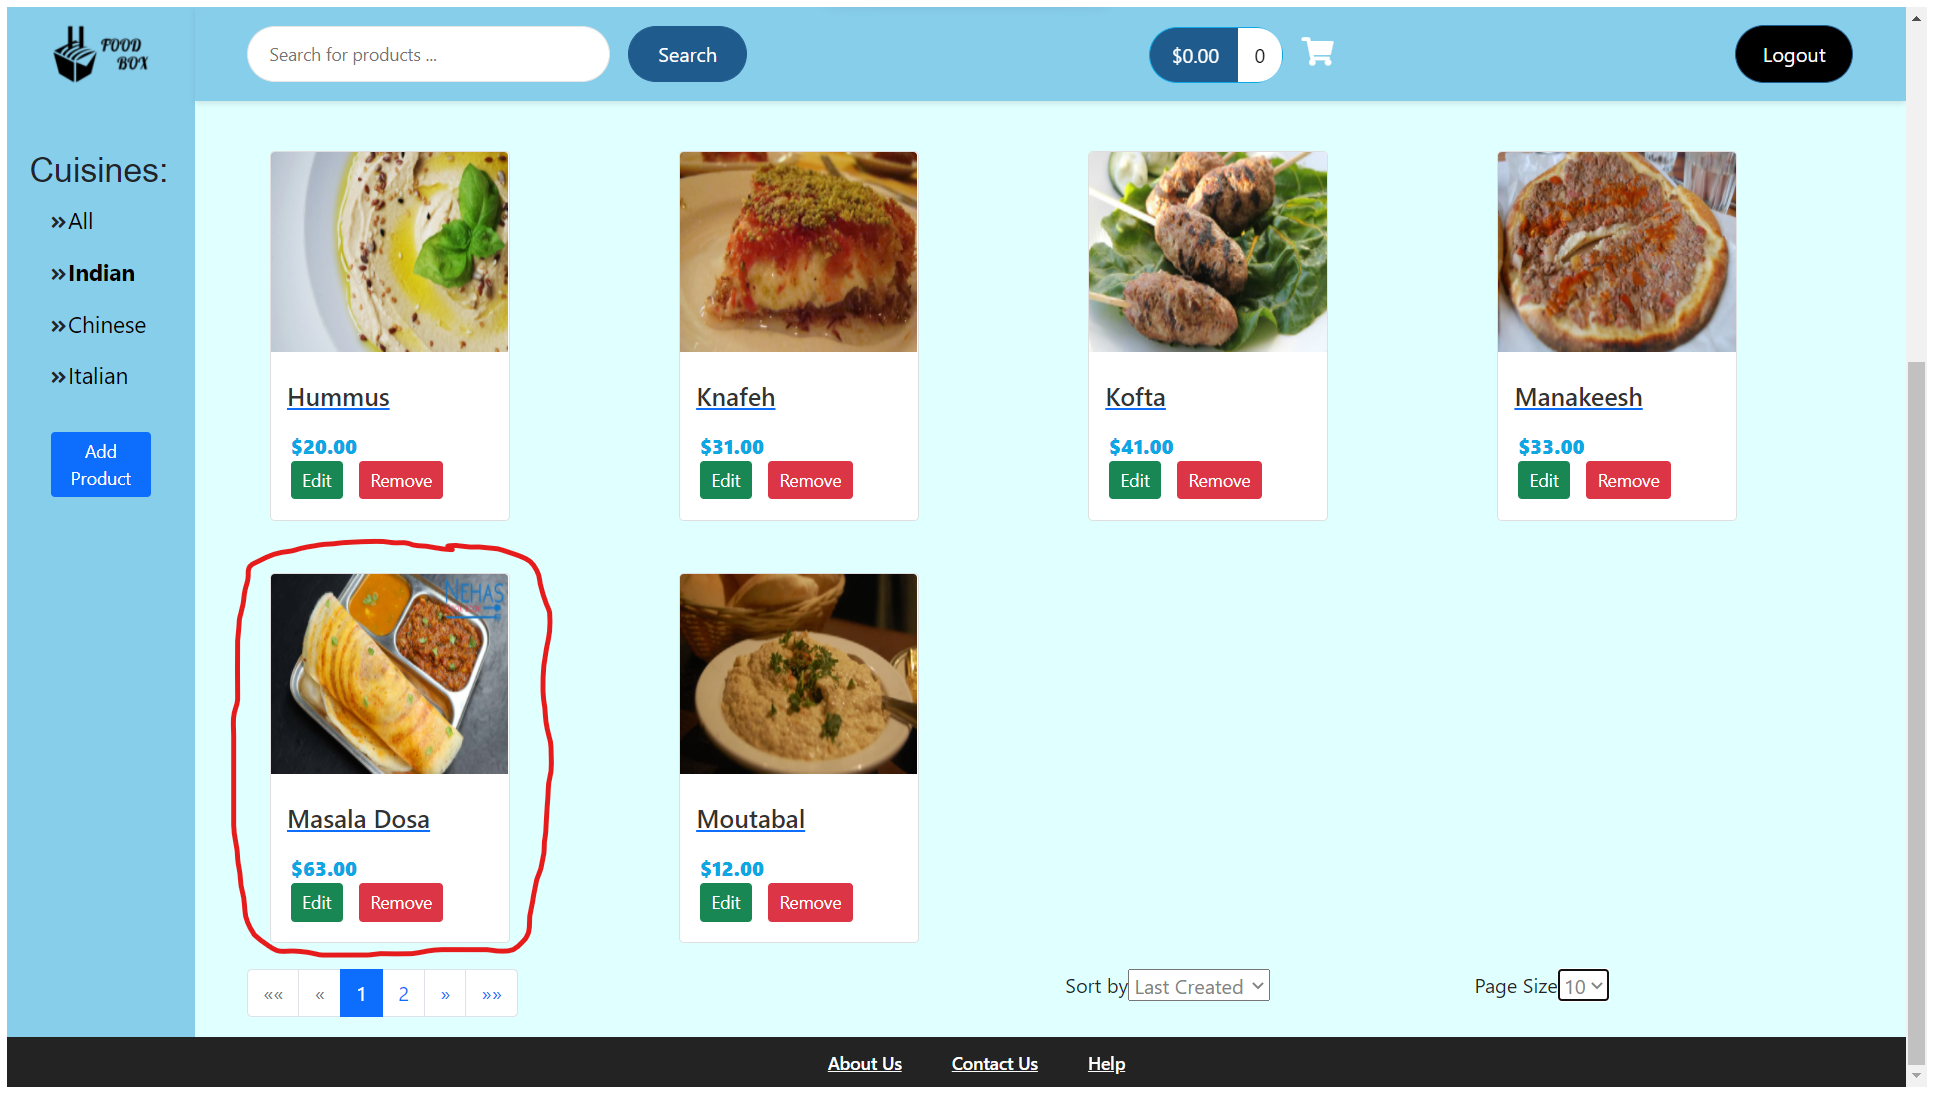 FOOD
BOX
Search for products ...
Search
$0.00
0
Logout
Cuisines:
»All
»Indian
»Chinese
»Italian
Add
Product
Hummus
$20.00
Edit
Remove
Knafeh
$31.00
Edit
Remove
Kofta
$41.00
Edit
Remove
Manakeesh
$33.00
Edit
Remove
NEHAS
Masala Dosa
$63.00
Edit
Remove
Moutabal
$12.00
Edit
Remove
«« « 1 2 » »»
Sort by Last Created
Page Size 10
About Us
Contact Us
Help